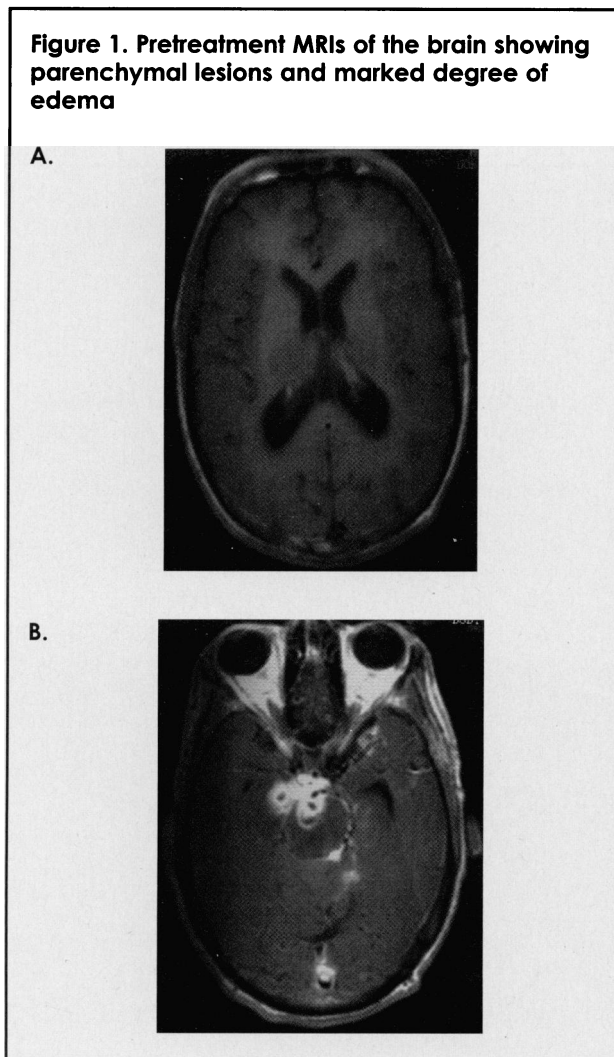 Figure 1. Pretreatment MRIs of the brain showing
parenchymal lesions and marked degree of
edema
A.
B.